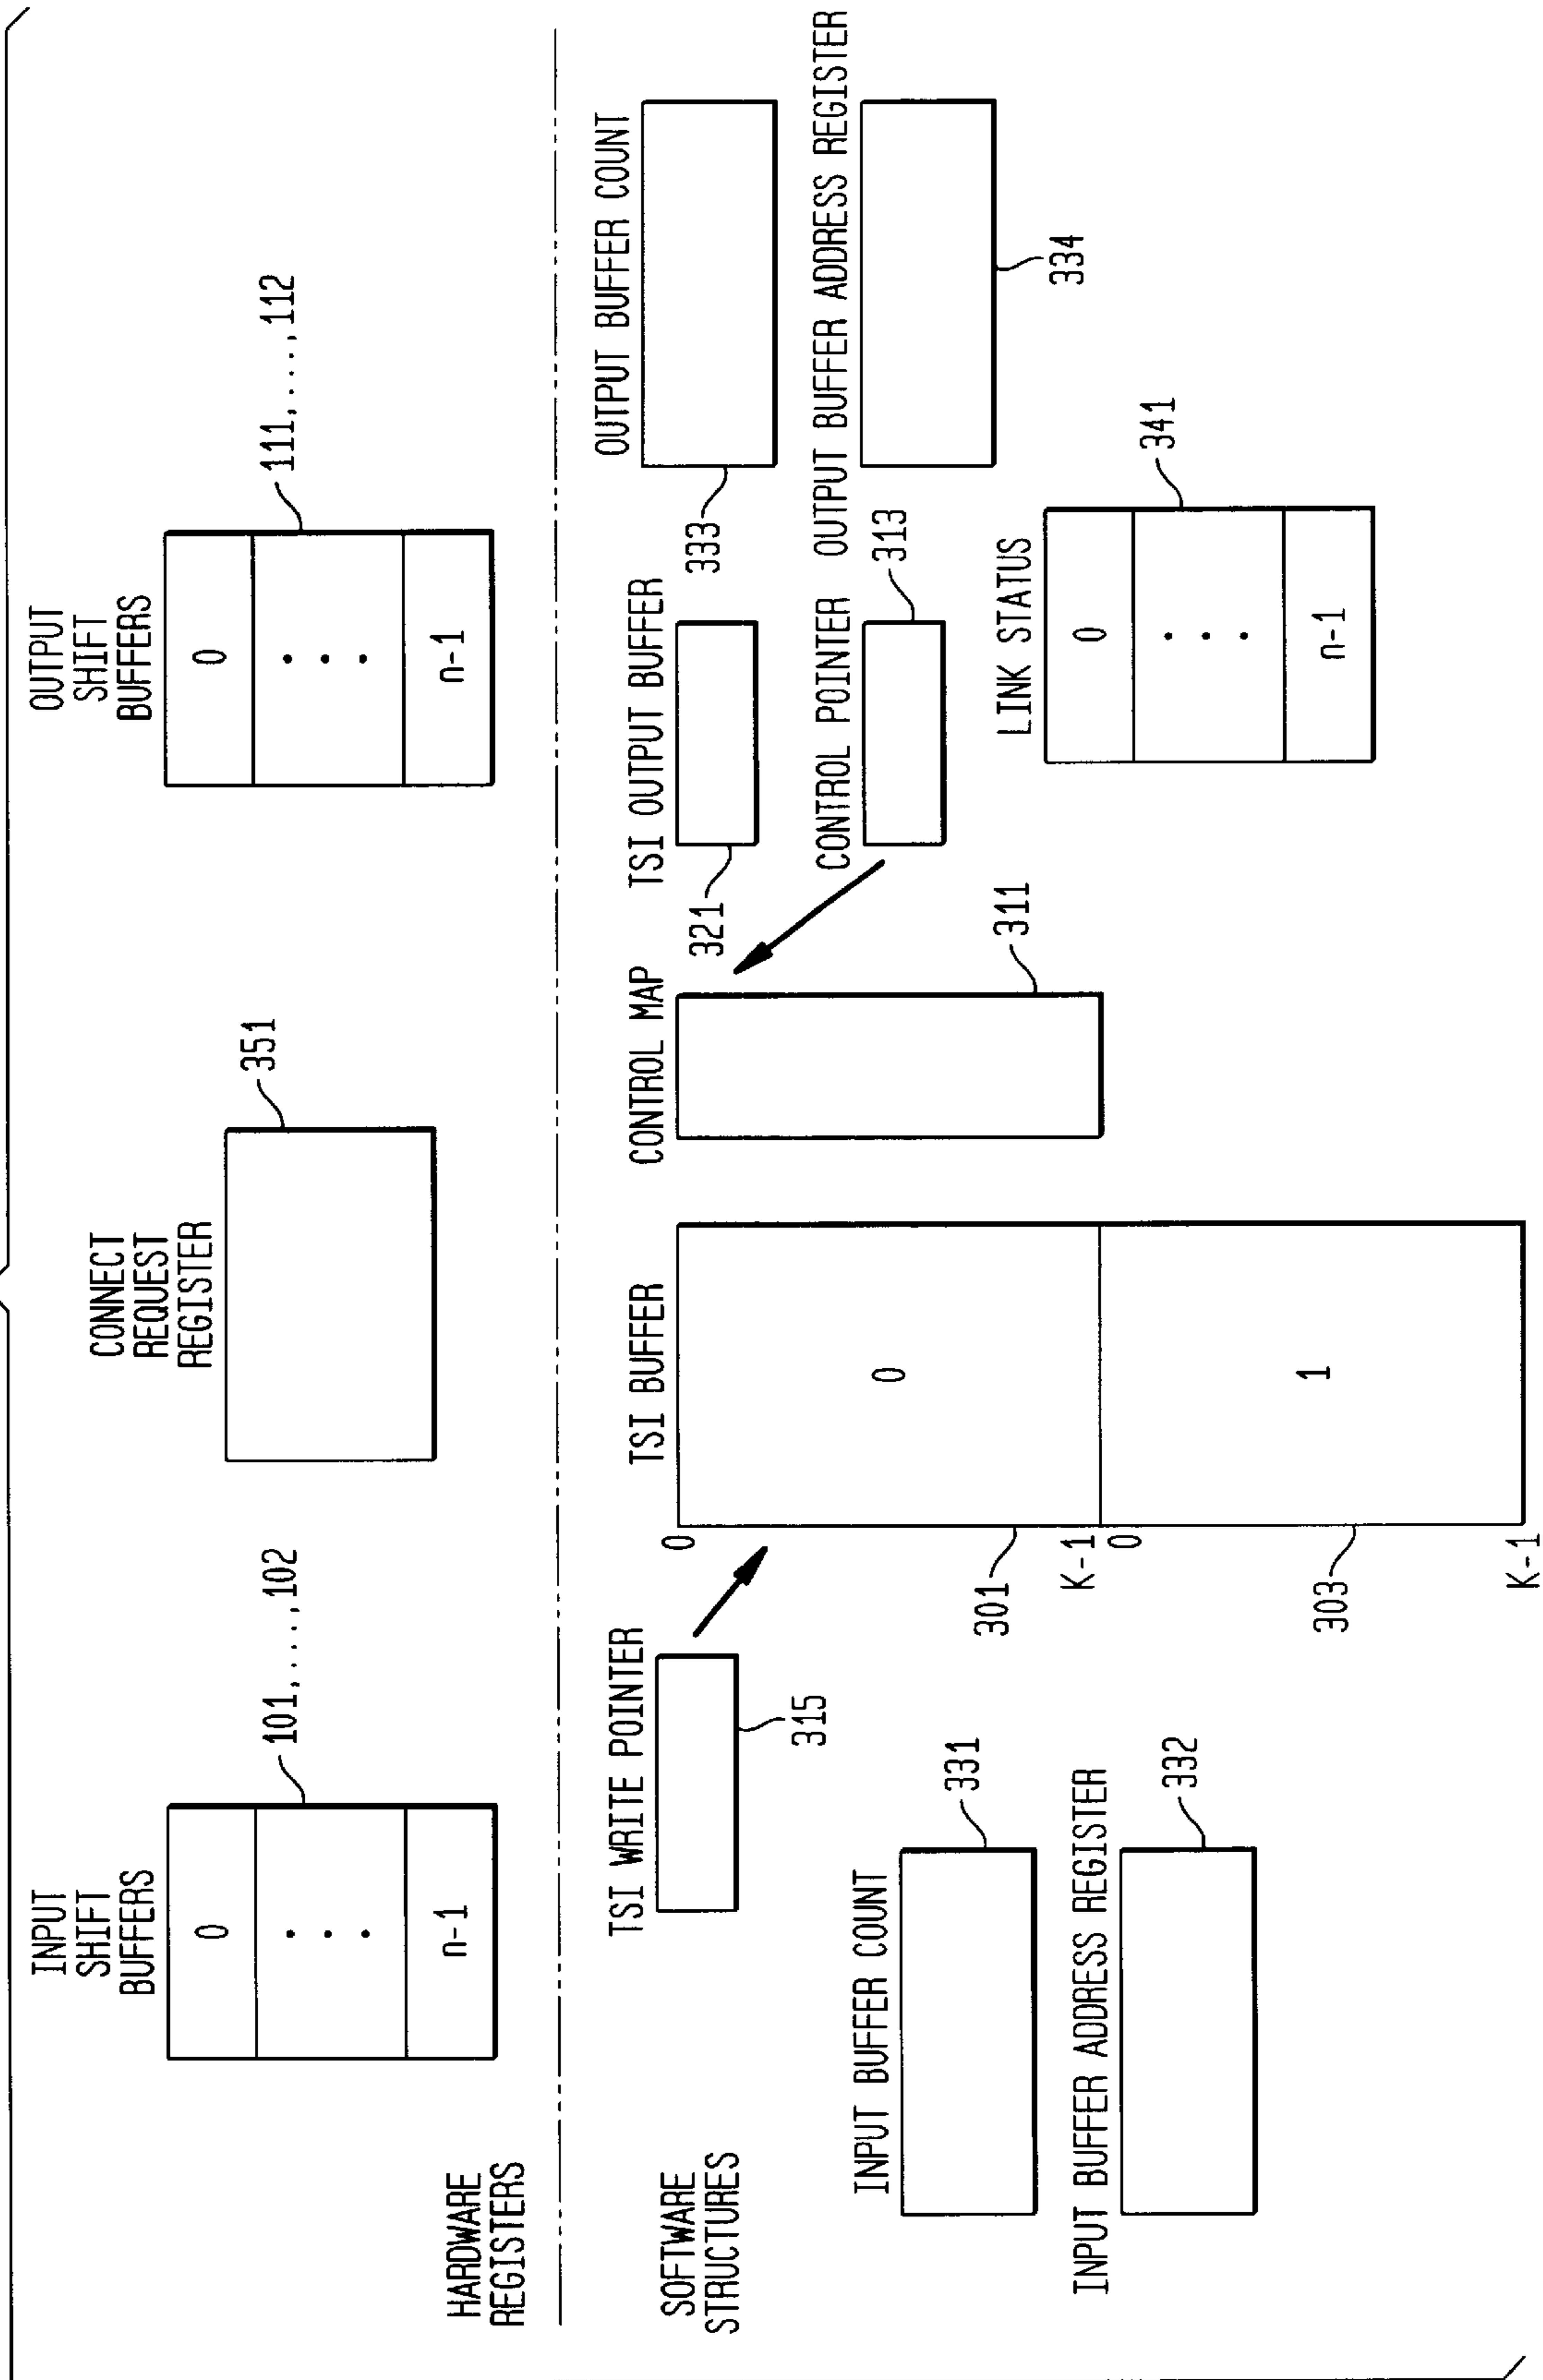 INPUT
SHIFT
BUFFERS
0
n-1
101,...,102
CONNECT
REQUEST
REGISTER
351
OUTPUT
SHIFT
BUFFERS
0
n-1
111,...,112
HARDWARE
REGISTERS
SOFTWARE
STRUCTURES
TSI WRITE POINTER
315
INPUT BUFFER COUNT
331
INPUT BUFFER ADDRESS REGISTER
332
TSI BUFFER
0
0
301
K-1
0
1
303
K-1
CONTROL MAP
311
TSI OUTPUT BUFFER
321
CONTROL POINTER
313
LINK STATUS
0
n-1
341
OUTPUT BUFFER COUNT
333
OUTPUT BUFFER ADDRESS REGISTER
334